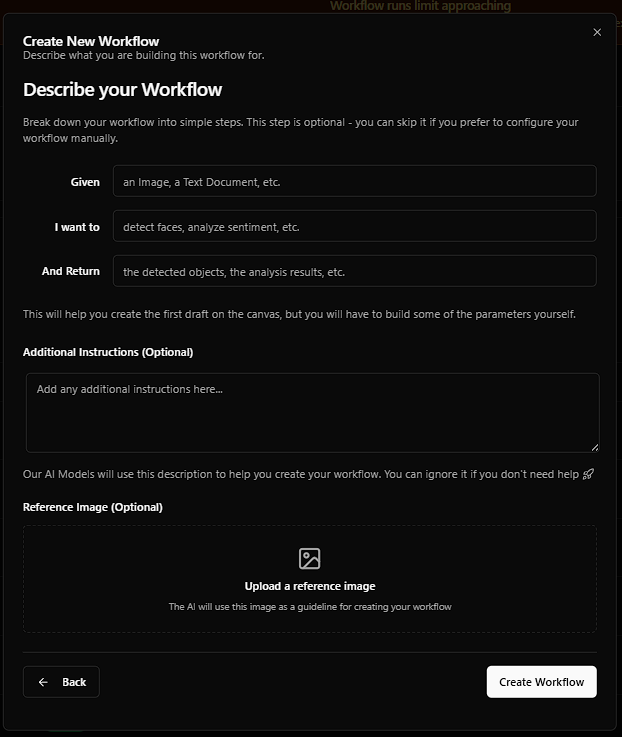 Workflow runs limit approaching
Create New Workflow
Describe what you are building this workflow for.
Describe your Workflow
Break down your workflow into simple steps. This step is optional - you can skip it if you prefer to configure your
workflow manually.
Given
an Image, a Text Document, etc.
I want to
detect faces, analyze sentiment, etc.
And Return
the detected objects, the analysis results, etc.
This will help you create the first draft on the canvas, but you will have to build some of the parameters yourself.
Additional Instructions (Optional)
Add any additional instructions here...
Our AI Models will use this description to help you create your workflow. You can ignore it if you don't need help
Reference Image (Optional)
Upload a reference image
The AI will use this image as a guideline for creating your workflow
Back
Create Workflow